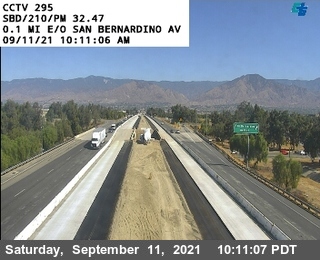 CCTV 295
SBD/210/PM 32.47
0.1 MI E/O SAN BERNARDINO AV
09/11/21 10:11:06 AM
Saturday, September 11, 2021 10:11:07 PDT